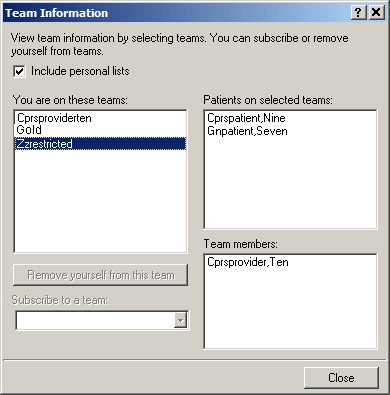 Team Information
View team information by selecting teams. You can subscribe or remove
yourself from teams.
Include personal lists
You are on these teams:
Cprsproviderten
Gold
Zzrestricted
Remove yourself from this team
Subscribe to a team:
Patients on selected teams:
Cprspatient,Nine
Gnpatient,Seven
Team members:
Cprsprovider,Ten
Close